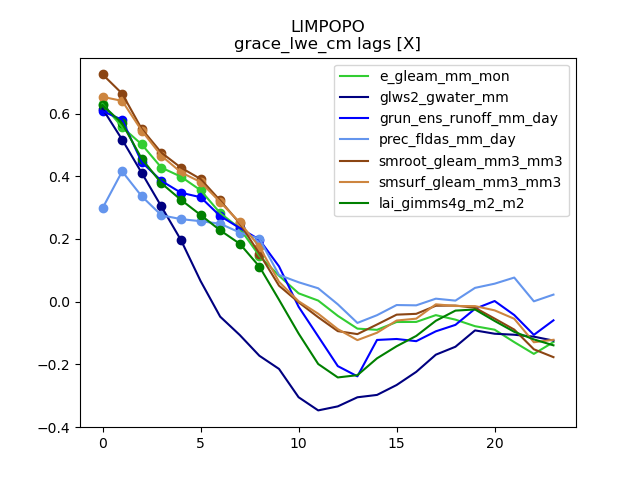 LIMPOPO
grace_lwe_cm lags [X]
e_gleam_mm_mon
glws2_gwater_mm
grun_ens_runoff_mm_day
prec_fldas_mm_day
smroot_gleam_mm3_mm3
smsurf_gleam_mm3_mm3
lai_gimms4g_m2_m2
0.6
0.4
0.2
0.0
−0.2
−0.4
0 5 10 15 20